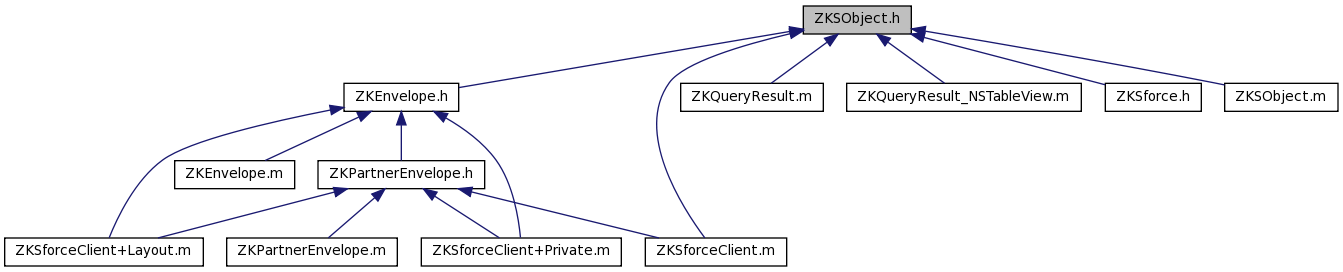 ZKSObject.h
ZKEnvelope.h
ZKQueryResult.m
ZKQueryResult_NSTableView.m
ZKSforce.h
ZKSObject.m
ZKEnvelope.m
ZKPartnerEnvelope.h
ZKSforceClient+Layout.m
ZKPartnerEnvelope.m
ZKSforceClient+Private.m
ZKSforceClient.m